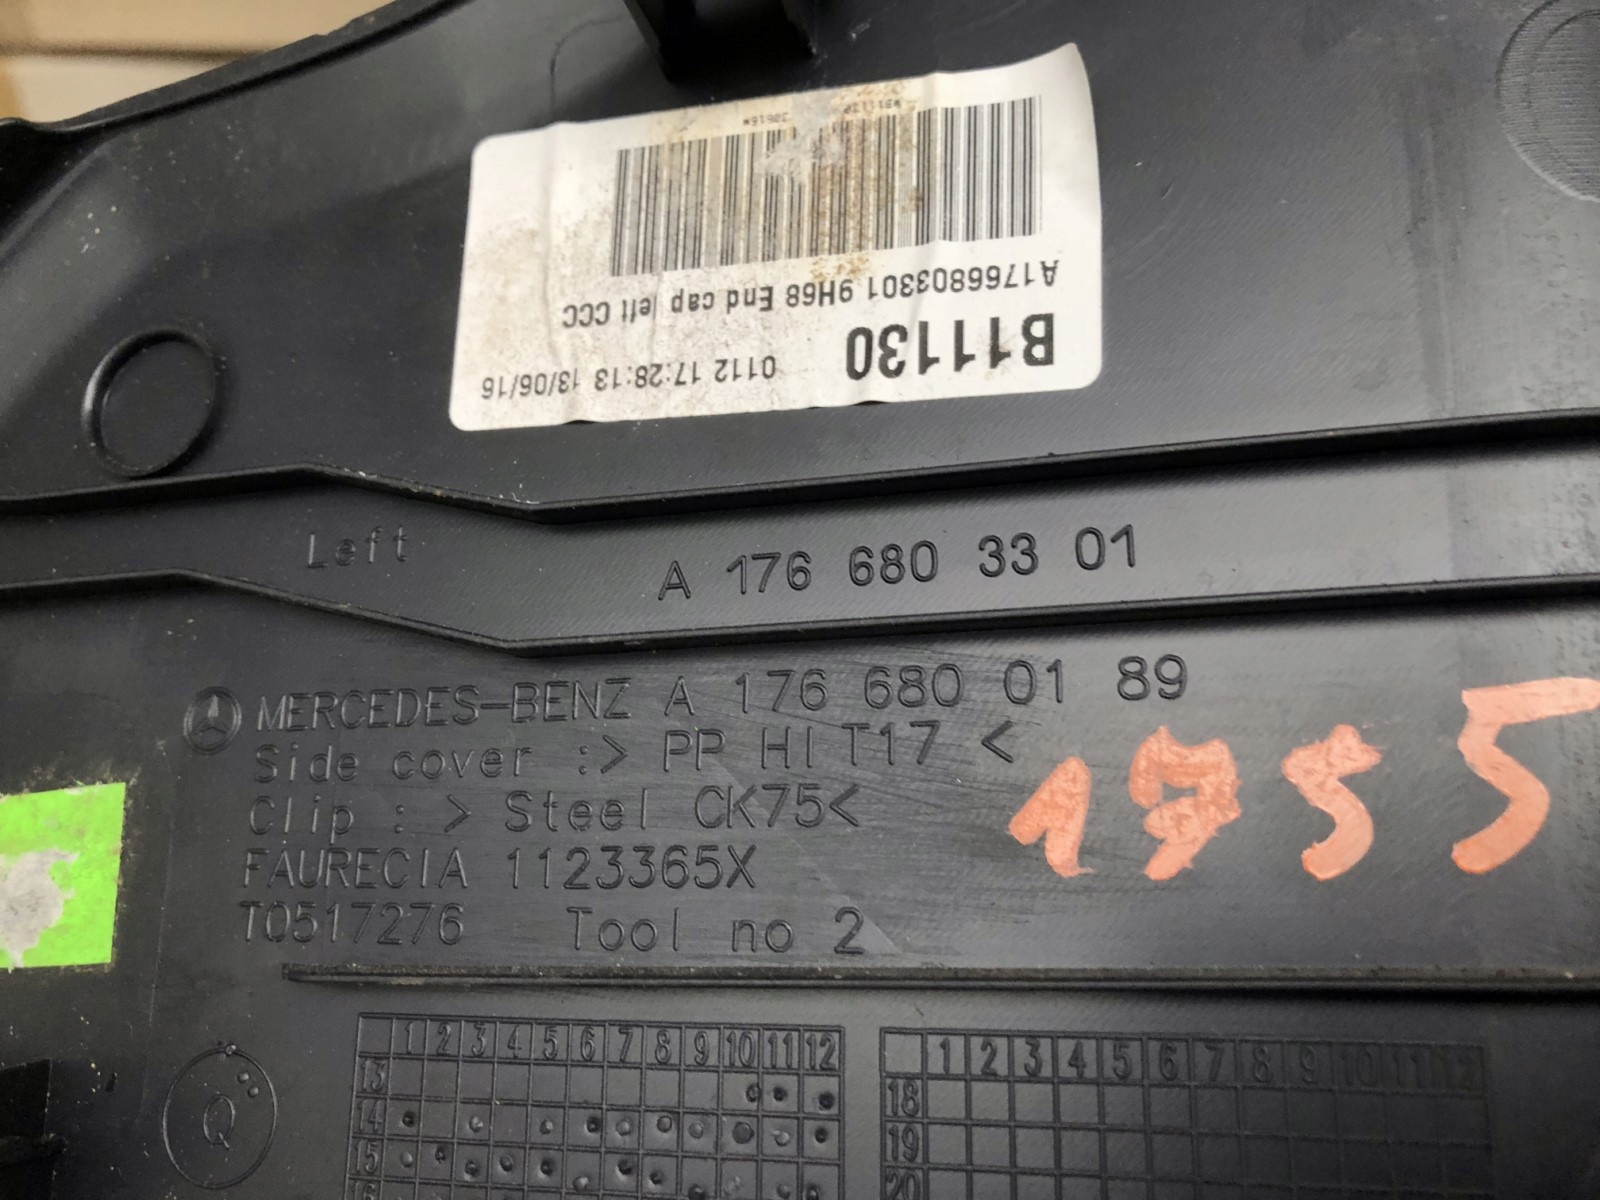 B11130 0112 17:28:13 13/06/16
A1766803301 9H68 End cap left CCC
Left A 176 680 33 01
MERCEDES-BENZ A 176 680 01 89
Side cover :> PP HI T17 <
Clip : > Steel CK75<
FAURECIA 1123365X
T0517276 Tool no 2
1 2 3 4 5 6 7 8 9 10 11 12
13
14
15
1 2 3 4 5 6 7 8 9 10 11 12
18
19
20
Q